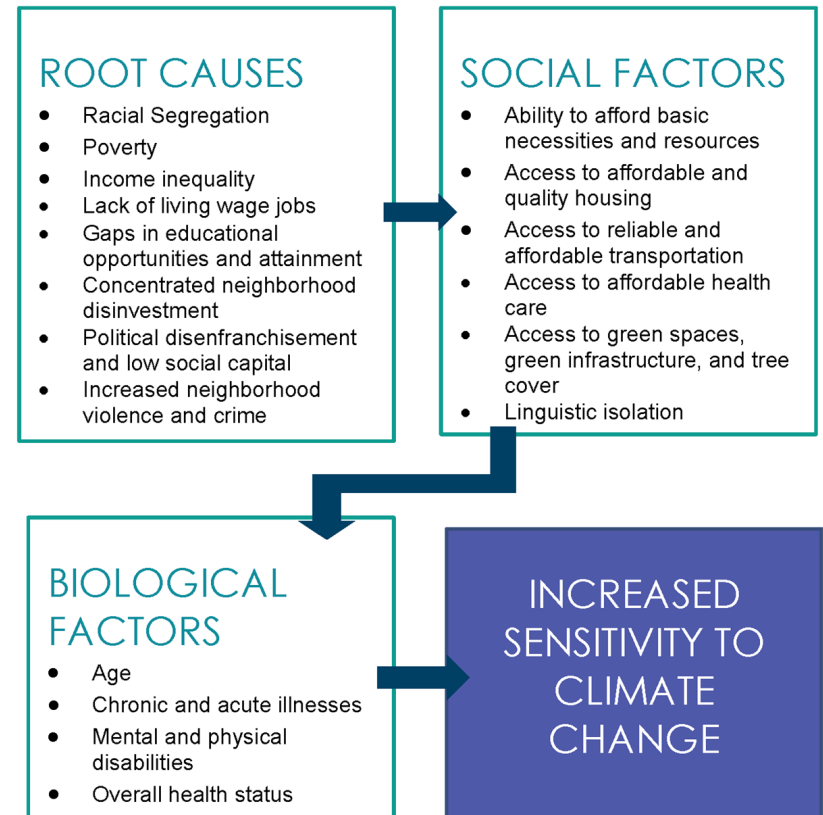 ROOT CAUSES
• Racial Segregation
• Poverty
• Income inequality
• Lack of living wage jobs
• Gaps in educational
opportunities and attainment
• Concentrated neighborhood
disinvestment
• Political disenfranchisement
and low social capital
• Increased neighborhood
violence and crime
SOCIAL FACTORS
• Ability to afford basic
necessities and resources
• Access to affordable and
quality housing
• Access to reliable and
affordable transportation
• Access to affordable health
care
• Access to green spaces,
green infrastructure, and tree
cover
• Linguistic isolation
BIOLOGICAL
FACTORS
• Age
• Chronic and acute illnesses
• Mental and physical
disabilities
• Overall health status
INCREASED
SENSITIVITY TO
CLIMATE
CHANGE